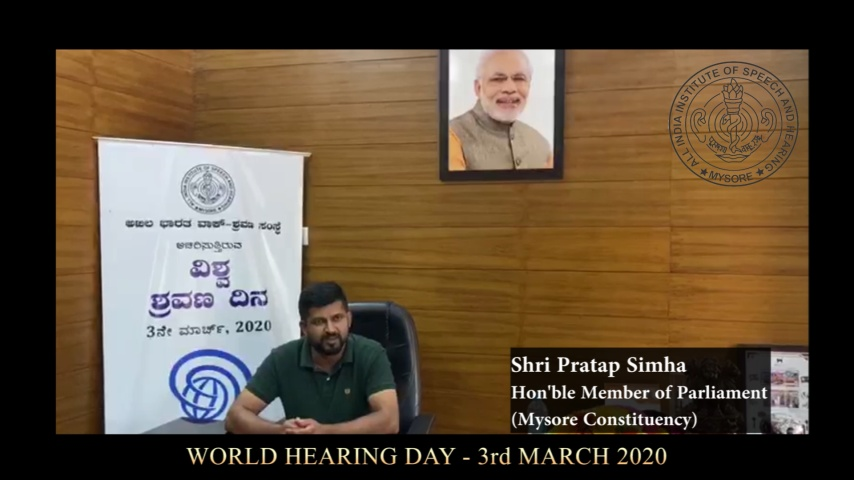 ALL INDIA INSTITUTE OF SPEECH AND HEARING
★ MYSORE ★
ಅಖಿಲ ಭಾರತ ವಾಕ್-ಶ್ರವಣ ಸಂಸ್ಥೆ
ಆಚರಿಸುತ್ತಿರುವ
ವಿಶ್ವ
ಶ್ರವಣ ದಿನ
3ನೇ ಮಾರ್ಚ್, 2020
Shri Pratap Simha
Hon'ble Member of Parliament
(Mysore Constituency)
WORLD HEARING DAY - 3rd MARCH 2020